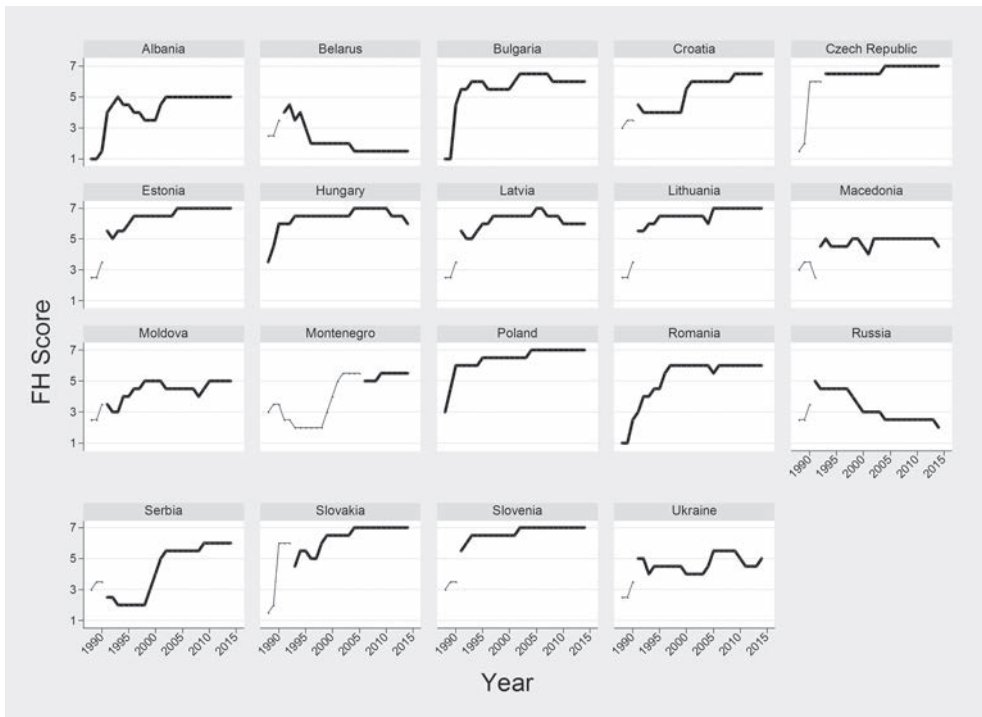 Albania Belarus Bulgaria Croatia Czech Republic
7
5
3
1
Estonia Hungary Latvia Lithuania Macedonia
7
5
3
1
FH Score
Moldova Montenegro Poland Romania Russia
7
5
3
1
1990 1995 2000 2005 2010 2015
Serbia Slovakia Slovenia Ukraine
7
5
3
1
1990 1995 2000 2005 2010 2015 1990 1995 2000 2005 2010 2015 1990 1995 2000 2005 2010 2015 1990 1995 2000 2005 2010 2015
Year